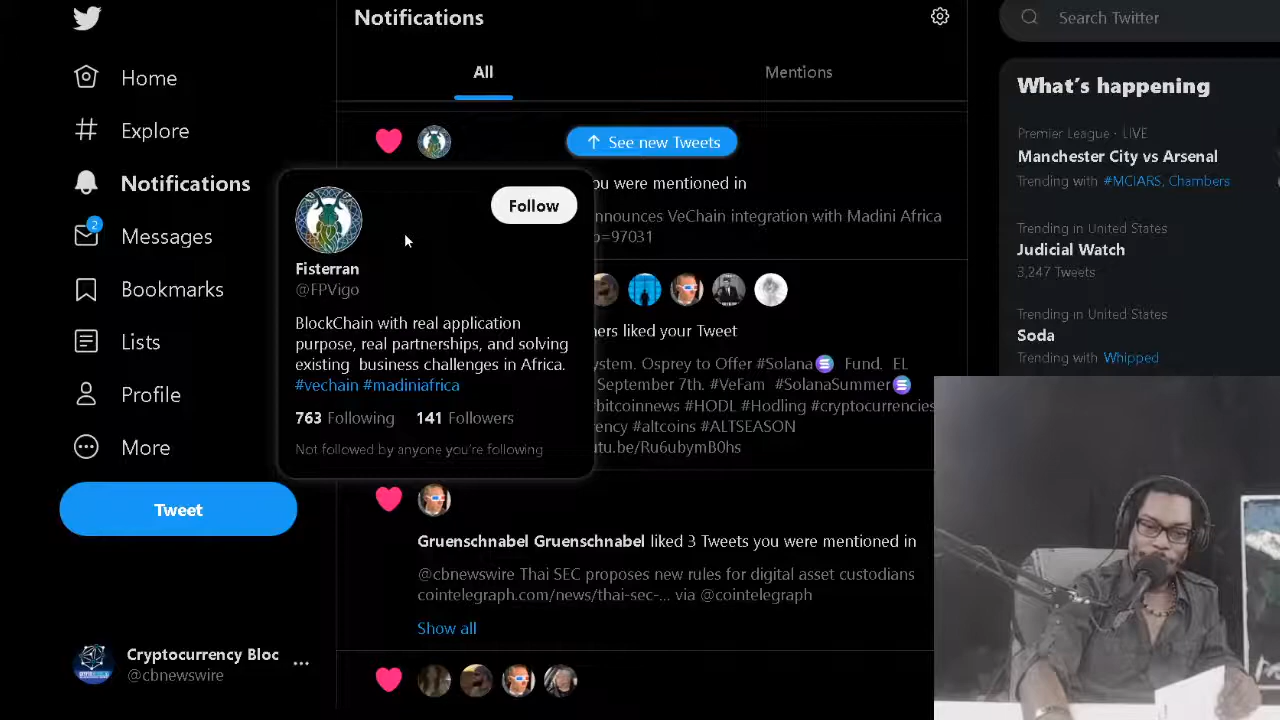 Home
Explore
Notifications
2
Messages
Bookmarks
Lists
Profile
More
Tweet
Cryptocurrency Bloc
@cbnewswire
Notifications
All
Mentions
See new Tweets
you were mentioned in
announces VeChain integration with Madini Africa
p=97031
Follow
Fisterran
@FPVigo
BlockChain with real application
purpose, real partnerships, and solving
existing business challenges in Africa.
#vechain #madiniafrica
763 Following 141 Followers
Not followed by anyone you're following
liked your Tweet
Osprey to Offer #Solana Fund. EL
September 7th. #VeFam #SolanaSummer
#HODL #Hodling #cryptocurrencies
#altcoins #ALTSEASON
utu.be/Ru6ubymB0hs
Gruenschnabel Gruenschnabel liked 3 Tweets you were mentioned in
@cbnewswire Thai SEC proposes new rules for digital asset custodians
cointelegraph.com/news/thai-sec-... via @cointelegraph
Show all
Search Twitter
What's happening
Premier League · LIVE
Manchester City vs Arsenal
Trending with #MCIARS, Chambers
Trending in United States
Judicial Watch
3,247 Tweets
Trending in United States
Soda
Trending with Whipped